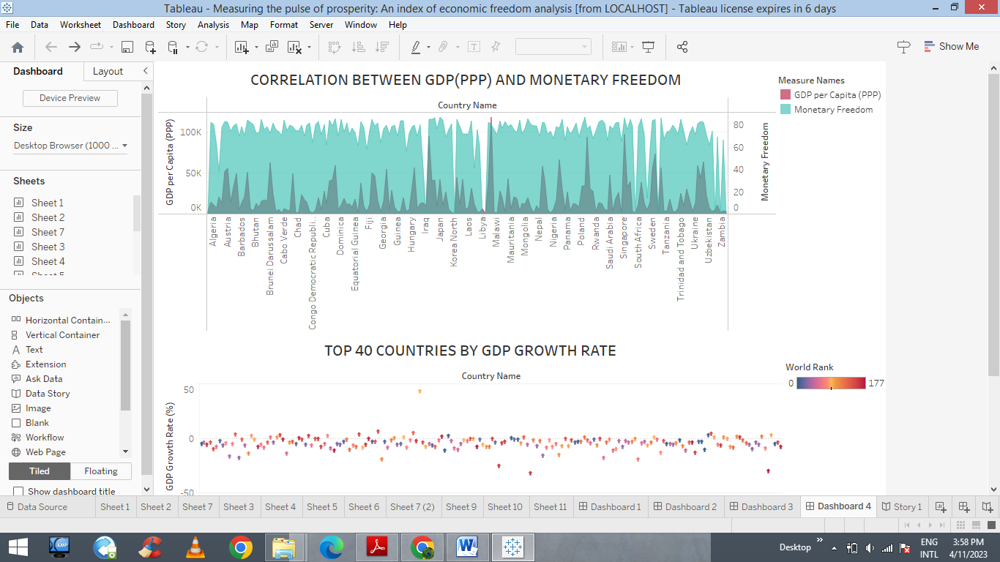 Tableau - Measuring the pulse of prosperity: An index of economic freedom analysis [from LOCALHOST] - Tableau license expires in 6 days
File Data Worksheet Dashboard Story Analysis Map Format Server Window Help
Show Me
Dashboard Layout
Device Preview
Size
Desktop Browser (1000 ...
Sheets
Sheet 1
Sheet 2
Sheet 7
Sheet 3
Sheet 4
Objects
Horizontal Contain...
Vertical Container
Text
Extension
Ask Data
Data Story
Image
Blank
Workflow
Web Page
Tiled Floating
Show dashboard title
CORRELATION BETWEEN GDP(PPP) AND MONETARY FREEDOM
Country Name
GDP per Capita (PPP)
100K
50K
0K
80
60
40
20
0
Monetary Freedom
Algeria
Austria
Barbados
Bhutan
Brunei Darussalam
Cabo Verde
Chad
Congo Democratic Republi..
Cuba
Dominica
Equatorial Guinea
Fiji
Georgia
Guinea
Hungary
Iraq
Japan
Korea North
Laos
Libya
Malawi
Mauritania
Mongolia
Nepal
Nigeria
Panama
Poland
Rwanda
Saudi Arabia
Singapore
South Africa
Sweden
Tanzania
Trinidad and Tobago
Ukraine
Uzbekistan
Zambia
Measure Names
GDP per Capita (PPP)
Monetary Freedom
TOP 40 COUNTRIES BY GDP GROWTH RATE
Country Name
GDP Growth Rate (%)
50
0
-50
World Rank
0 177
Data Source Sheet 1 Sheet 2 Sheet 7 Sheet 3 Sheet 4 Sheet 5 Sheet 6 Sheet 7 (2) Sheet 9 Sheet 10 Sheet 11 Dashboard 1 Dashboard 2 Dashboard 3 Dashboard 4 Story 1
KMP
Desktop
ENG
INTL
3:58 PM
4/11/2023